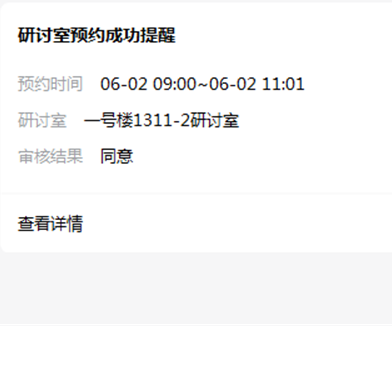 研讨室预约成功提醒
预约时间 06-02 09:00~06-02 11:01
研讨室 一号楼1311-2研讨室
审核结果 同意
查看详情